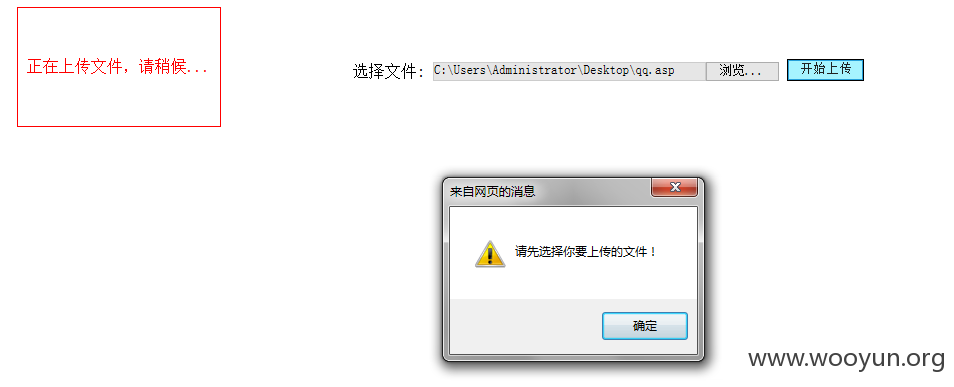 正在上传文件，请稍候...
选择文件: C:\Users\Administrator\Desktop\qq.asp 浏览... 开始上传
来自网页的消息
请先选择你要上传的文件！
确定
www.wooyun.org